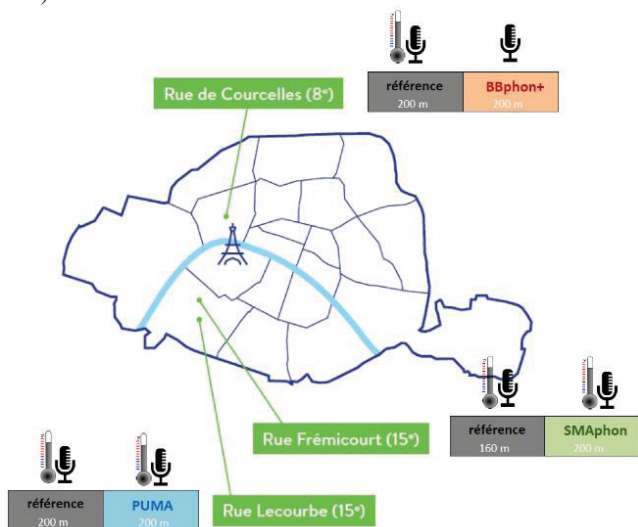 référence
200 m
BBphon+
200 m
Rue de Courcelles (8e)
Rue Frémicourt (15e)
référence
160 m
SMAphon
200 m
Rue Lecourbe (15e)
référence
200 m
PUMA
200 m